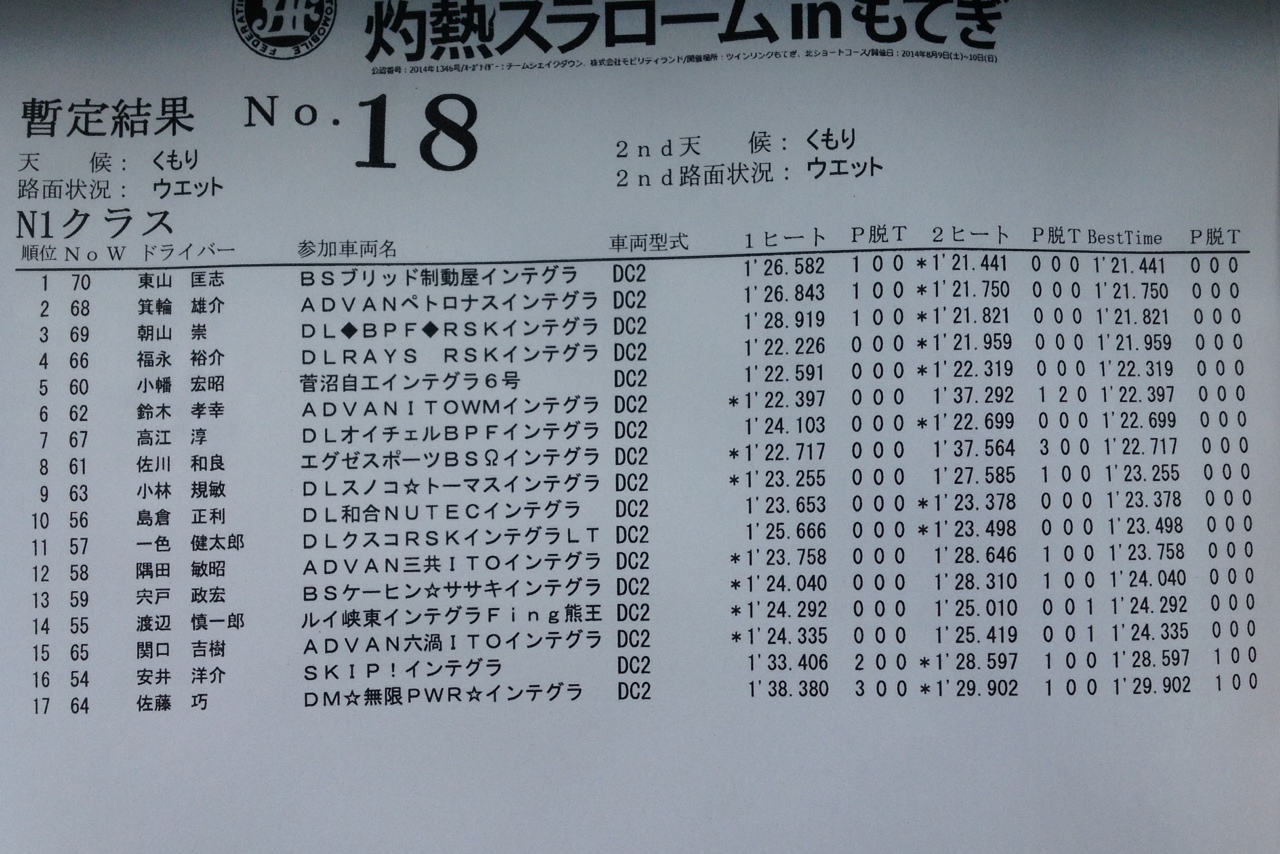 灼熱スラローム in もてぎ
暫定結果 No. 18
天 候： くもり 2nd天 候： くもり
路面状況： ウエット 2nd路面状況： ウエット
N1クラス
順位 No W ドライバー 参加車両名 車両型式 1ヒート P脱T 2ヒート P脱T BestTime P脱T
1 70 東山 匡志 BSブリッド制動屋インテグラ DC2 1'26.582 1 0 0 *1'21.441 0 0 0 1'21.441 0 0 0
2 68 箕輪 雄介 ADVANペトロナスインテグラ DC2 1'26.843 1 0 0 *1'21.750 0 0 0 1'21.750 0 0 0
3 69 朝山 崇 DL◆BPF◆RSKインテグラ DC2 1'28.919 1 0 0 *1'21.821 0 0 0 1'21.821 0 0 0
4 66 福永 裕介 DLRAYS RSKインテグラ DC2 1'22.226 0 0 0 *1'21.959 0 0 0 1'21.959 0 0 0
5 60 小幡 宏昭 菅沼自エインテグラ6号 DC2 1'22.591 0 0 0 *1'22.319 0 0 0 1'22.319 0 0 0
6 62 鈴木 孝幸 ADVANITOWMインテグラ DC2 *1'22.397 0 0 0 1'37.292 1 2 0 1'22.397 0 0 0
7 67 高江 淳 DLオイチェルBPFインテグラ DC2 1'24.103 0 0 0 *1'22.699 0 0 0 1'22.699 0 0 0
8 61 佐川 和良 エグゼスポーツBSΩインテグラ DC2 *1'22.717 0 0 0 1'37.564 3 0 0 1'22.717 0 0 0
9 63 小林 規敏 DLスノコ☆トーマスインテグラ DC2 *1'23.255 0 0 0 1'27.585 1 0 0 1'23.255 0 0 0
10 56 島倉 正利 DL和合NUTECインテグラ DC2 1'23.653 0 0 0 *1'23.378 0 0 0 1'23.378 0 0 0
11 57 一色 健太郎 DLクスコRSKインテグラLT DC2 1'25.666 0 0 0 *1'23.498 0 0 0 1'23.498 0 0 0
12 58 隅田 敏昭 ADVAN三共ITOインテグラ DC2 *1'23.758 0 0 0 1'28.646 1 0 0 1'23.758 0 0 0
13 59 宍戸 政宏 BSケーヒン☆ササキインテグラ DC2 *1'24.040 0 0 0 1'28.310 1 0 0 1'24.040 0 0 0
14 55 渡辺 慎一郎 ルイ峡東インテグラFing熊王 DC2 *1'24.292 0 0 0 1'25.010 0 0 1 1'24.292 0 0 0
15 65 関口 吉樹 ADVAN六渦ITOインテグラ DC2 *1'24.335 0 0 0 1'25.419 0 0 1 1'24.335 0 0 0
16 54 安井 洋介 SKIP！インテグラ DC2 1'33.406 2 0 0 *1'28.597 1 0 0 1'28.597 1 0 0
17 64 佐藤 巧 DM☆無限PWR☆インテグラ DC2 1'38.380 3 0 0 *1'29.902 1 0 0 1'29.902 1 0 0